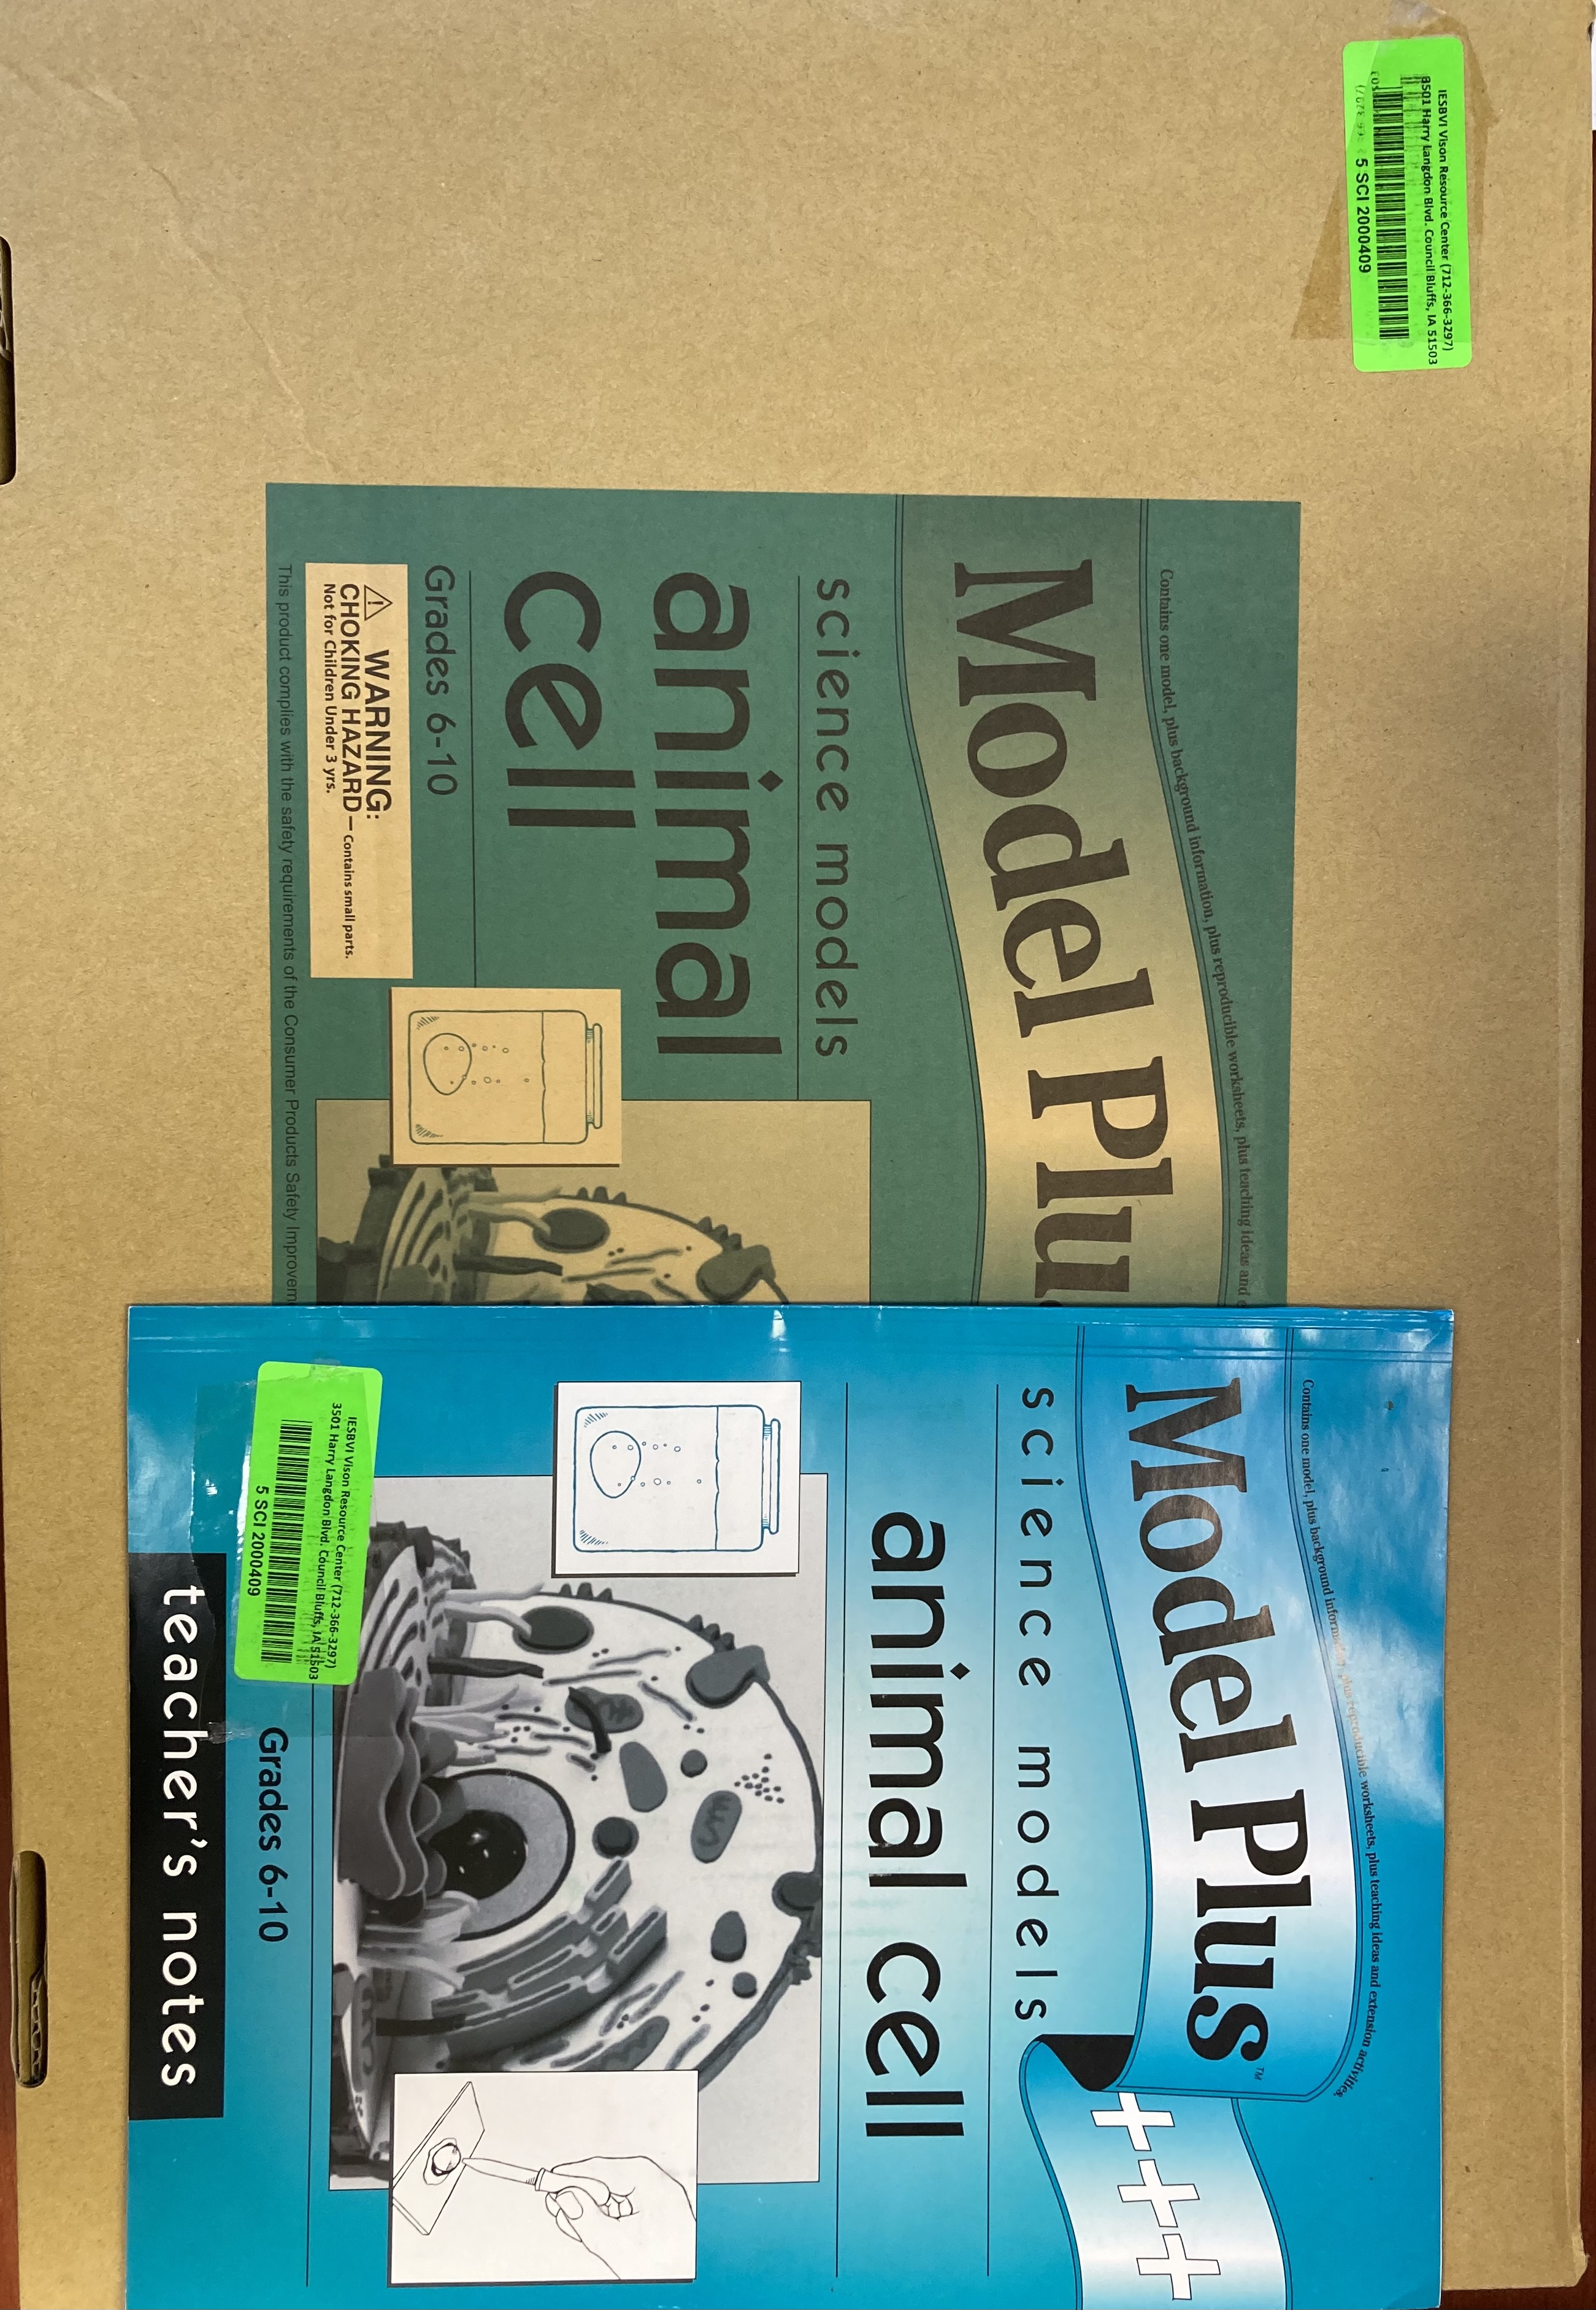 IESBVI Vison Resource Center (712-366-3297)
3501 Harry Langdon Blvd. Council Bluffs, IA 51503
5 SCI 2000409
Contains one model, plus background information, plus reproducible worksheets, plus teaching ideas and
Model Plu
science models
animal
cell
Grades 6-10
WARNING:
CHOKING HAZARD — Contains small parts.
Not for Children Under 3 yrs.
This product complies with the safety requirements of the Consumer Products Safety Improvem
Contains one model, plus background information, plus reproducible worksheets, plus teaching ideas and extension activities.
Model Plus™
+++
science models
animal cell
Grades 6-10
IESBVI Vison Resource Center (712-366-3297)
3501 Harry Langdon Blvd. Council Bluffs, IA 51503
5 SCI 2000409
teacher's notes